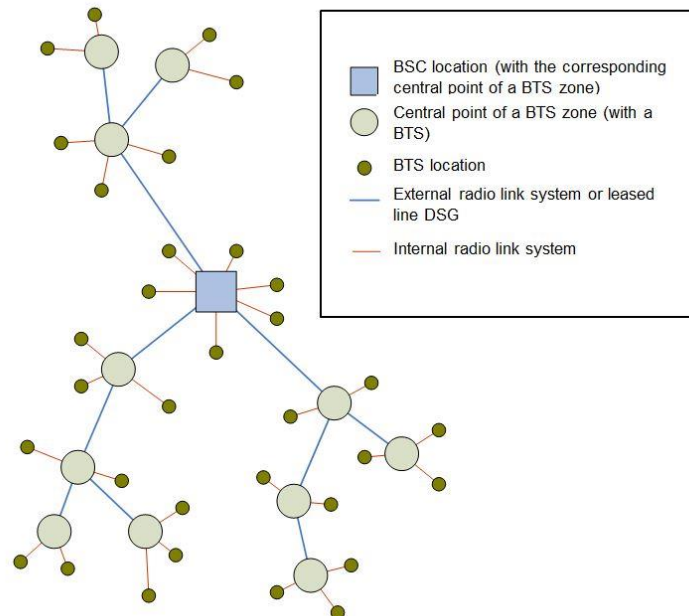 BSC location (with the corresponding
central point of a BTS zone)
Central point of a BTS zone (with a
BTS)
BTS location
External radio link system or leased
line DSG
Internal radio link system